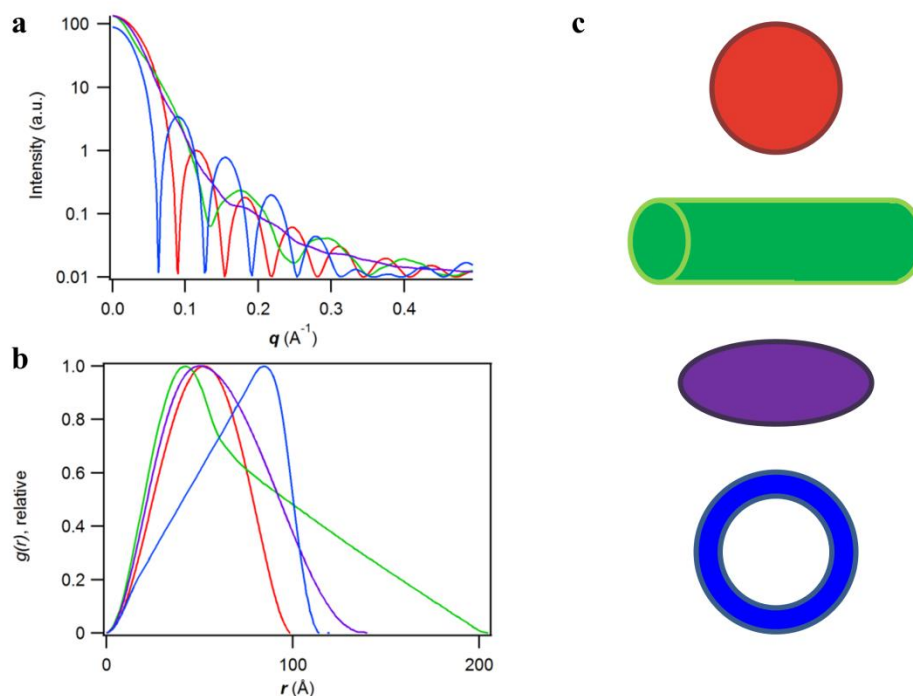 a
100
10
1
0.1
0.01
Intensity (a.u.)
0.0 0.1 0.2 0.3 0.4
q (A⁻¹)
b
1.0
0.8
0.6
0.4
0.2
0
g(r), relative
0 100 200
r (Å)
c